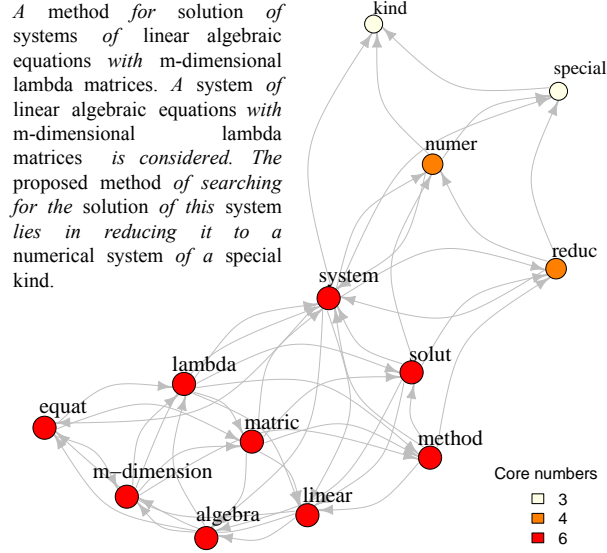 A method for solution of
systems of linear algebraic
equations with m-dimensional
lambda matrices. A system of
linear algebraic equations with
m-dimensional lambda
matrices is considered. The
proposed method of searching
for the solution of this system
lies in reducing it to a
numerical system of a special
kind.
kind
special
numer
reduc
system
solut
lambda
equat
matric
method
m-dimension
linear
algebra
Core numbers
3
4
6